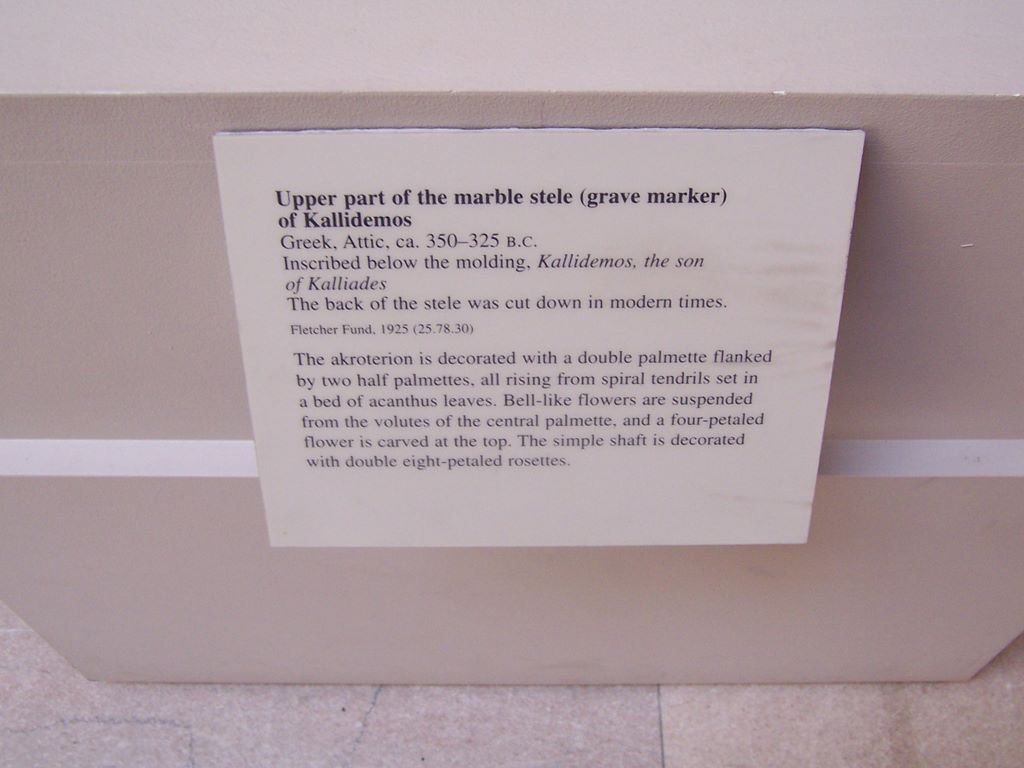 Upper part of the marble stele (grave marker)
of Kallidemos
Greek, Attic, ca. 350–325 B.C.
Inscribed below the molding, Kallidemos, the son
of Kalliades
The back of the stele was cut down in modern times.
Fletcher Fund, 1925 (25.78.30)
The akroterion is decorated with a double palmette flanked
by two half palmettes, all rising from spiral tendrils set in
a bed of acanthus leaves. Bell-like flowers are suspended
from the volutes of the central palmette, and a four-petaled
flower is carved at the top. The simple shaft is decorated
with double eight-petaled rosettes.